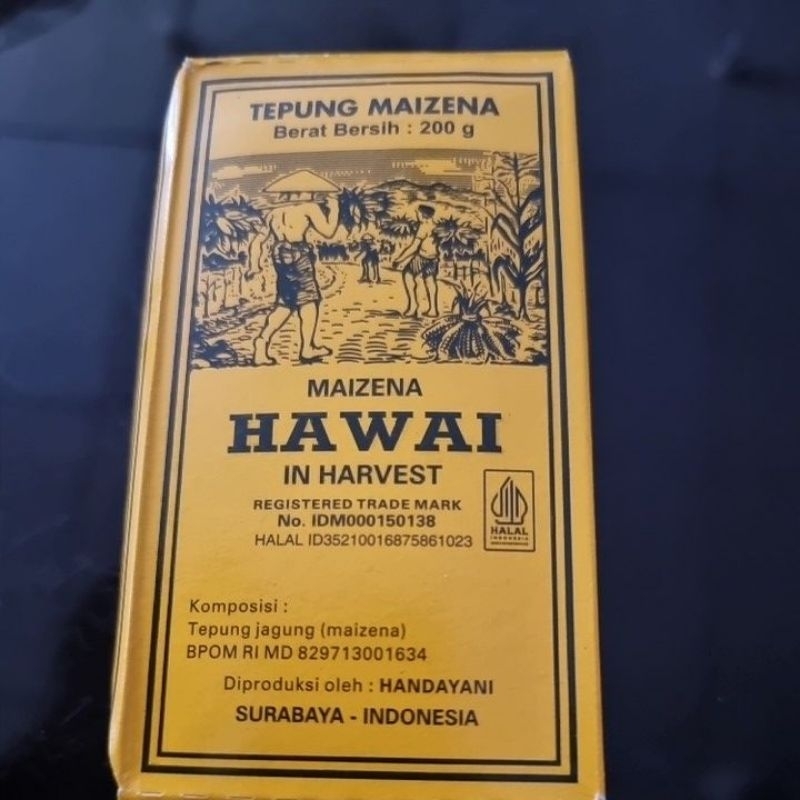 TEPUNG MAIZENA
Berat Bersih : 200 g
MAIZENA
HAWAI
IN HARVEST
REGISTERED TRADE MARK
No. IDM000150138
HALAL ID35210016875861023
HALAL
INDONESIA
Komposisi :
Tepung jagung (maizena)
BPOM RI MD 829713001634
Diproduksi oleh : HANDAYANI
SURABAYA - INDONESIA